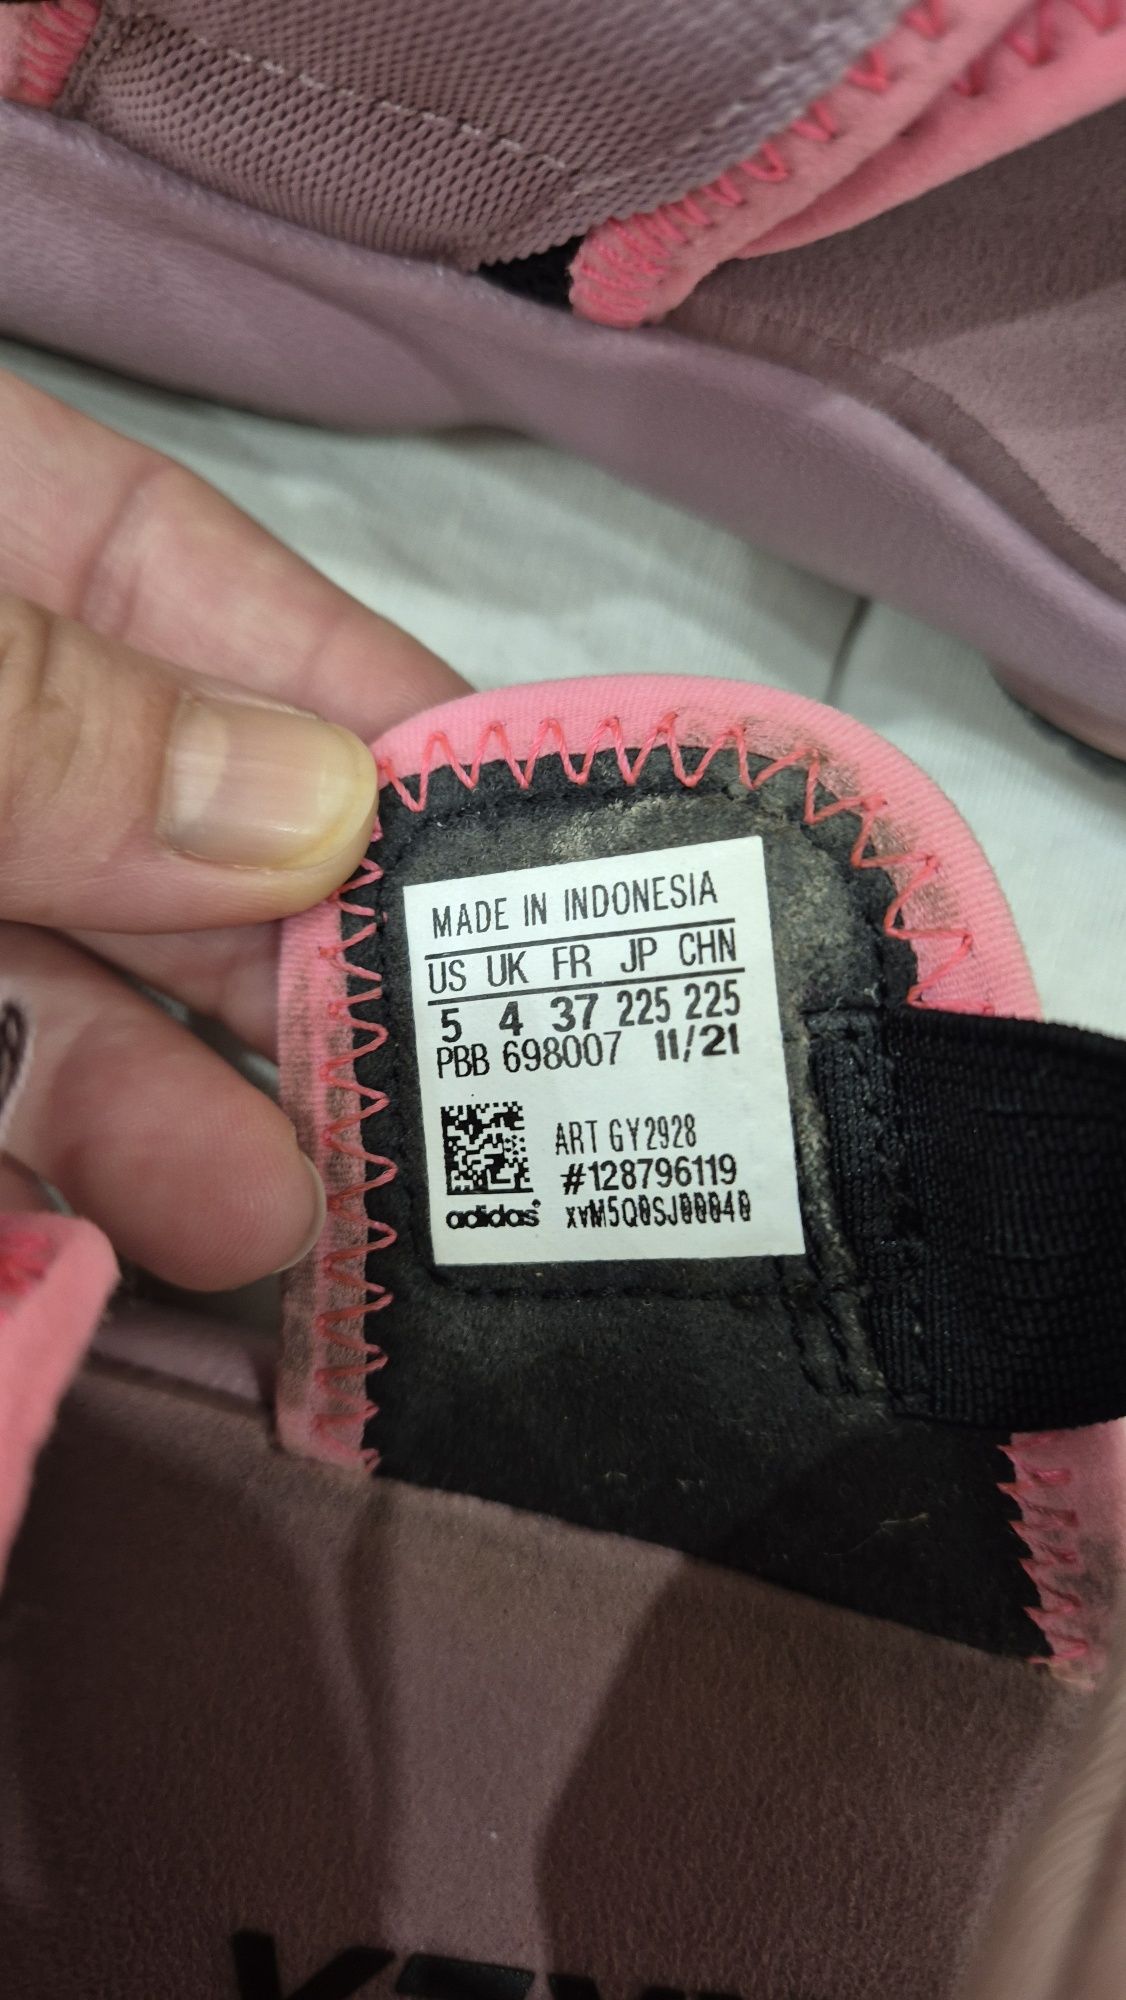 MADE IN INDONESIA
US UK FR JP CHN
5 4 37 225 225
PBB 698007 11/21
ART GY2928
#128796119
adidas